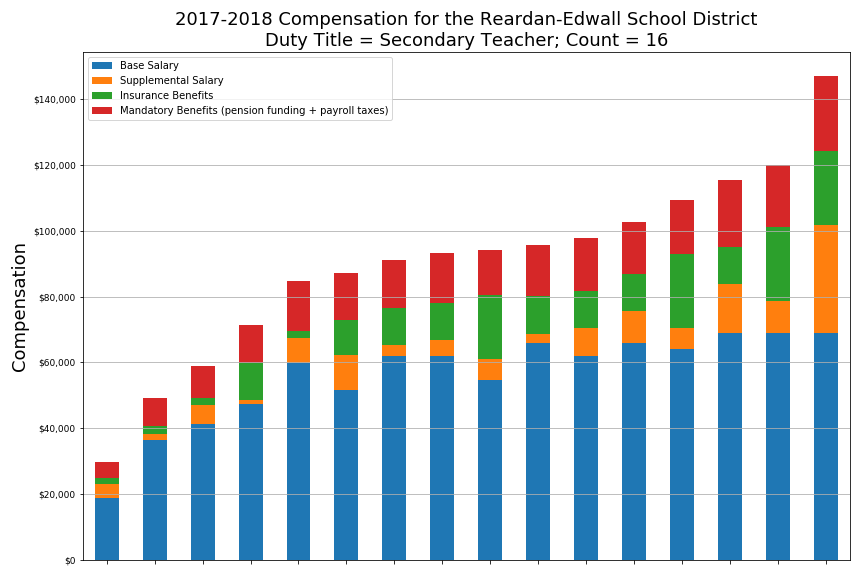 2017-2018 Compensation for the Reardan-Edwall School District
Duty Title = Secondary Teacher; Count = 16
Base Salary
Supplemental Salary
Insurance Benefits
Mandatory Benefits (pension funding + payroll taxes)
Compensation
$140,000
$120,000
$100,000
$80,000
$60,000
$40,000
$20,000
$0